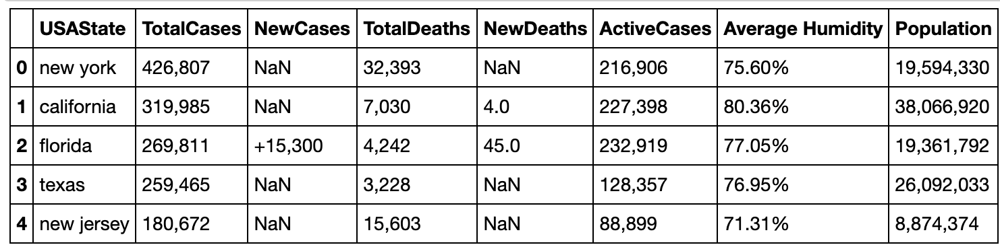 USAState TotalCases NewCases TotalDeaths NewDeaths ActiveCases Average Humidity Population
0 new york 426,807 NaN 32,393 NaN 216,906 75.60% 19,594,330
1 california 319,985 NaN 7,030 4.0 227,398 80.36% 38,066,920
2 florida 269,811 +15,300 4,242 45.0 232,919 77.05% 19,361,792
3 texas 259,465 NaN 3,228 NaN 128,357 76.95% 26,092,033
4 new jersey 180,672 NaN 15,603 NaN 88,899 71.31% 8,874,374